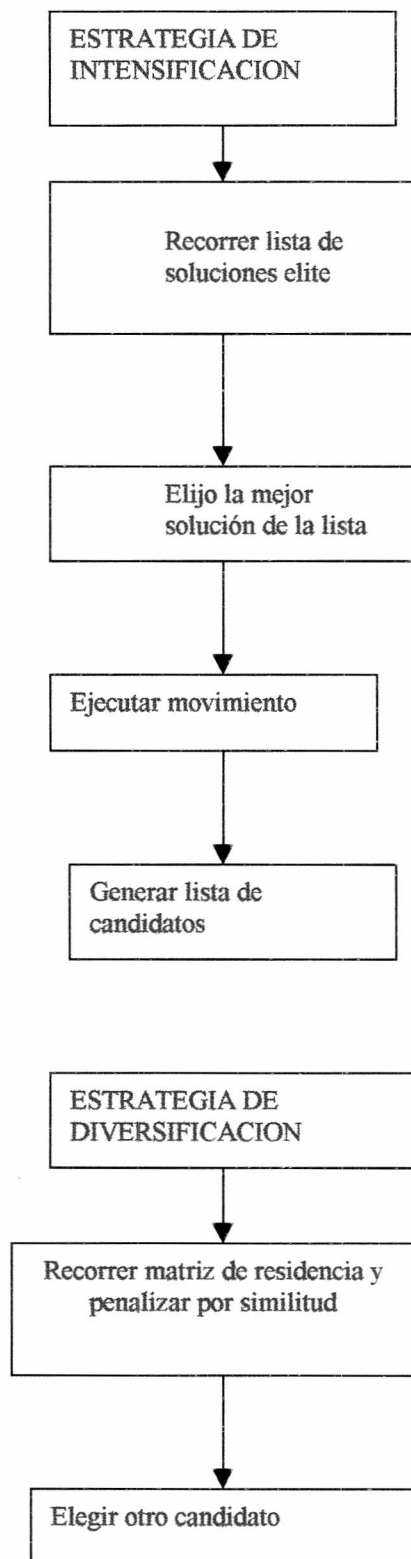 ESTRATEGIA DE
INTENSIFICACION
Recorrer lista de
soluciones elite
Elijo la mejor
solución de la lista
Ejecutar movimiento
Generar lista de
candidatos
ESTRATEGIA DE
DIVERSIFICACION
Recorrer matriz de residencia y
penalizar por similitud
Elegir otro candidato